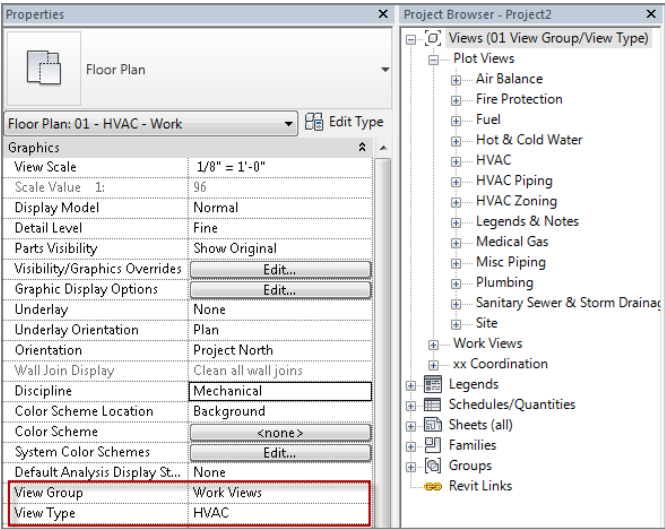 Properties
Floor Plan
Floor Plan: 01 - HVAC - Work
Edit Type
Graphics
View Scale 1/8" = 1'-0"
Scale Value 1: 96
Display Model Normal
Detail Level Fine
Parts Visibility Show Original
Visibility/Graphics Overrides Edit...
Graphic Display Options Edit...
Underlay None
Underlay Orientation Plan
Orientation Project North
Wall Join Display Clean all wall joins
Discipline Mechanical
Color Scheme Location Background
Color Scheme <none>
System Color Schemes Edit...
Default Analysis Display St... None
View Group Work Views
View Type HVAC
Project Browser - Project2
Views (01 View Group/View Type)
Plot Views
Air Balance
Fire Protection
Fuel
Hot & Cold Water
HVAC
HVAC Piping
HVAC Zoning
Legends & Notes
Medical Gas
Misc Piping
Plumbing
Sanitary Sewer & Storm Drainag
Site
Work Views
xx Coordination
Legends
Schedules/Quantities
Sheets (all)
Families
Groups
Revit Links